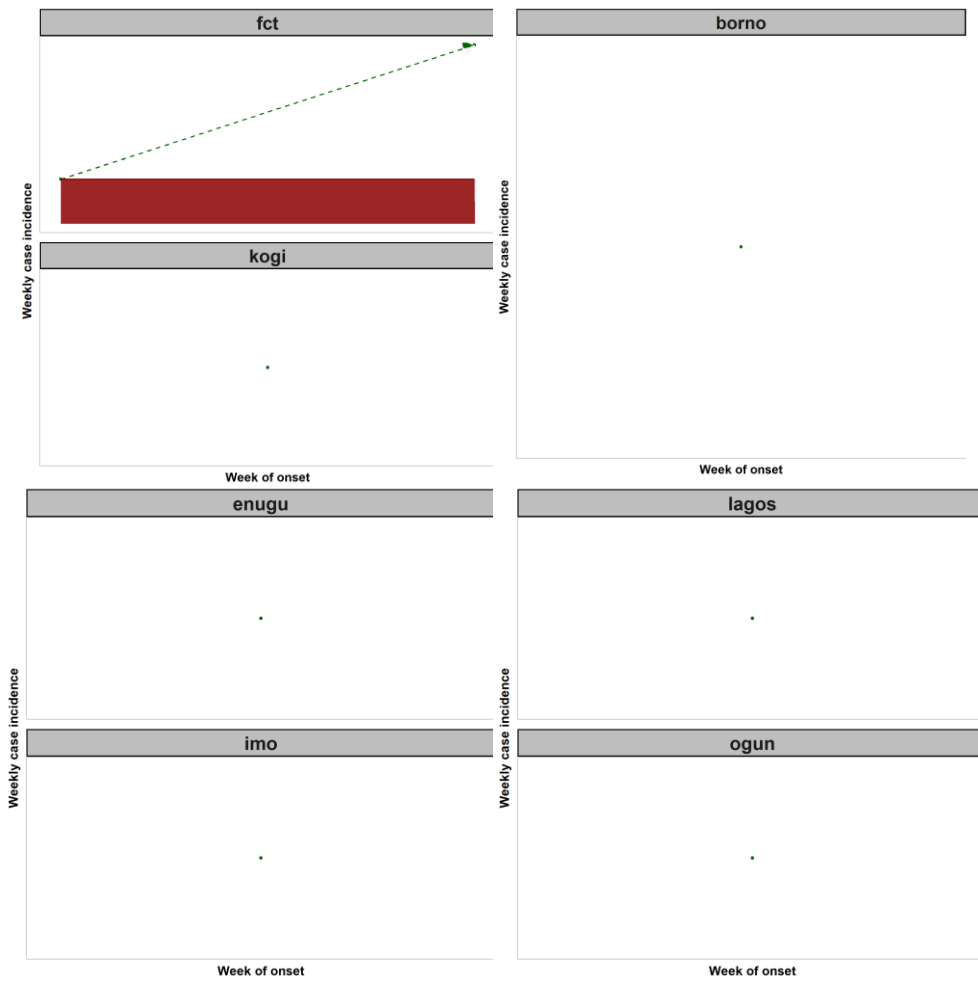 fct
borno
Weekly case incidence
kogi
Weekly case incidence
Week of onset
Week of onset
enugu
lagos
Weekly case incidence
imo
Weekly case incidence
ogun
Week of onset
Week of onset